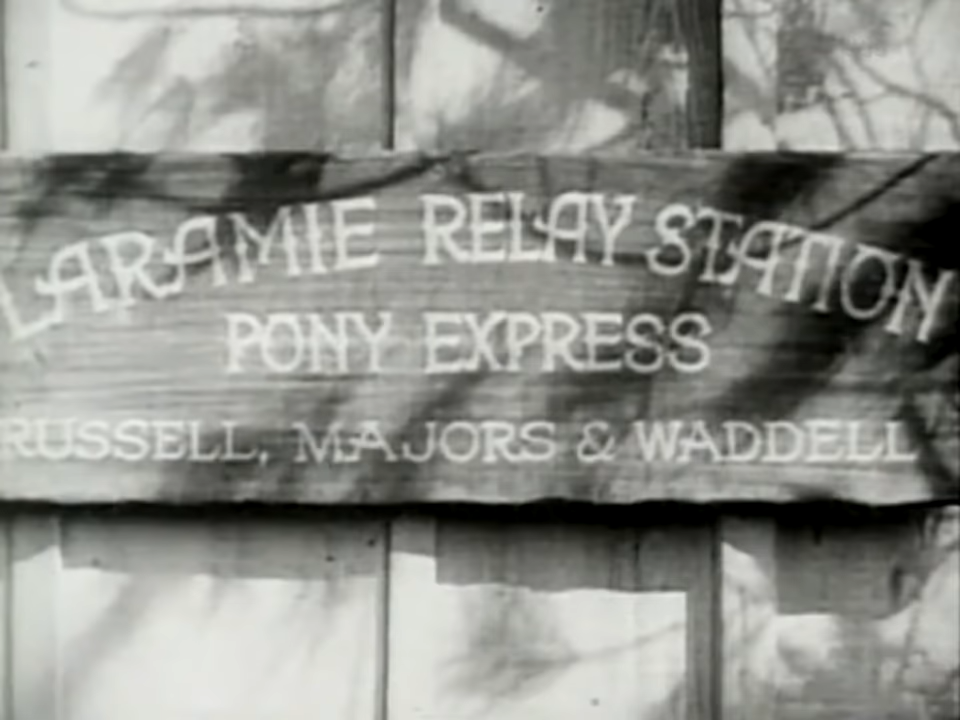 LARAMIE RELAY STATION
PONY EXPRESS
RUSSELL, MAJORS & WADDELL